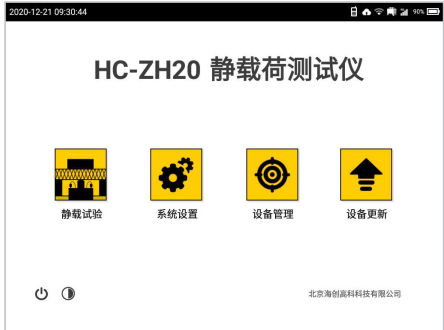 2020-12-21 09:30:44
90%
HC-ZH20 静载荷测试仪
静载试验 系统设置 设备管理 设备更新
北京海创高科科技有限公司